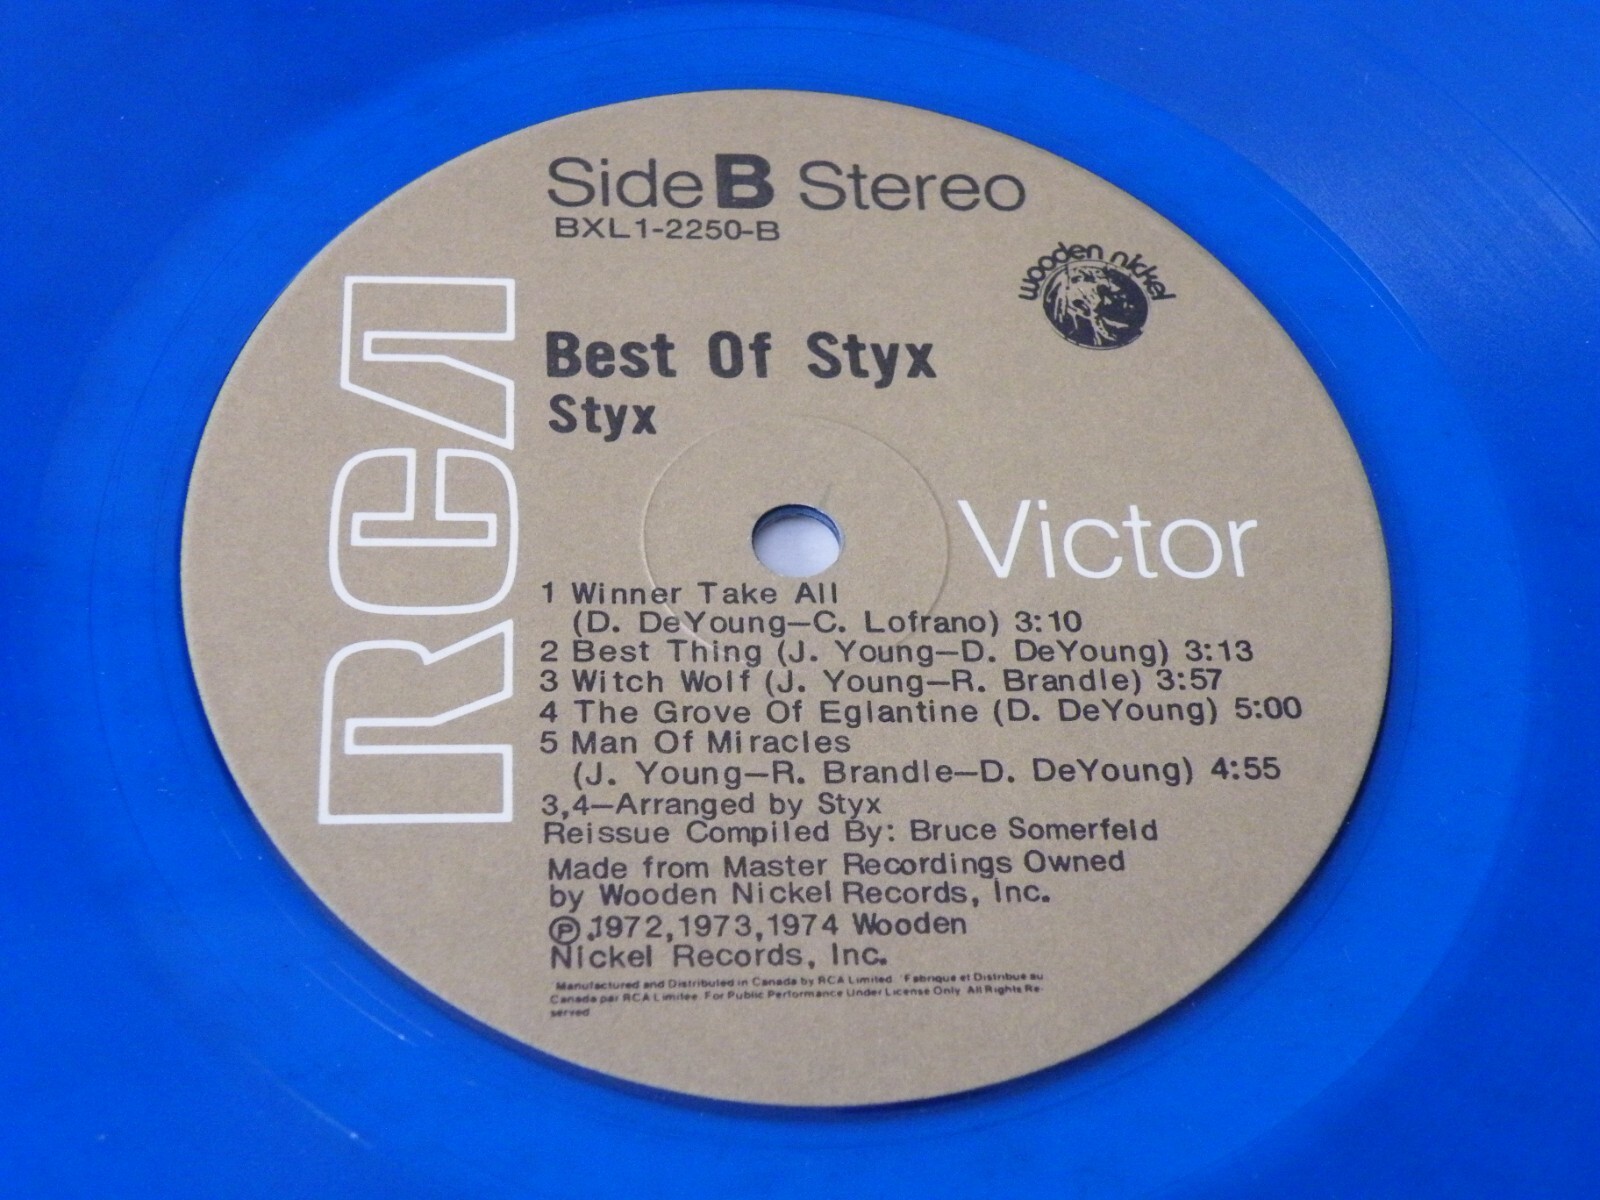 Side B Stereo
BXL1-2250-B
wooden nickel
Best Of Styx
Styx
RCA
Victor
1 Winner Take All
(D. DeYoung—C. Lofrano) 3:10
2 Best Thing (J. Young—D. DeYoung) 3:13
3 Witch Wolf (J. Young—R. Brandle) 3:57
4 The Grove Of Eglantine (D. DeYoung) 5:00
5 Man Of Miracles
(J. Young—R. Brandle—D. DeYoung) 4:55
3,4—Arranged by Styx
Reissue Compiled By: Bruce Somerfeld
Made from Master Recordings Owned
by Wooden Nickel Records, Inc.
℗.1972,1973,1974 Wooden
Nickel Records, Inc.
Manufactured and Distributed in Canada by RCA Limited. Fabrique et Distribue au
Canada par RCA Limitee. For Public Performance Under License Only. All Rights Re-
served